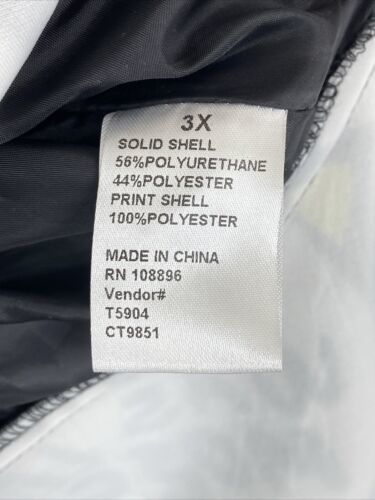 3X
SOLID SHELL
56%POLYURETHANE
44%POLYESTER
PRINT SHELL
100%POLYESTER
MADE IN CHINA
RN 108896
Vendor#
T5904
CT9851